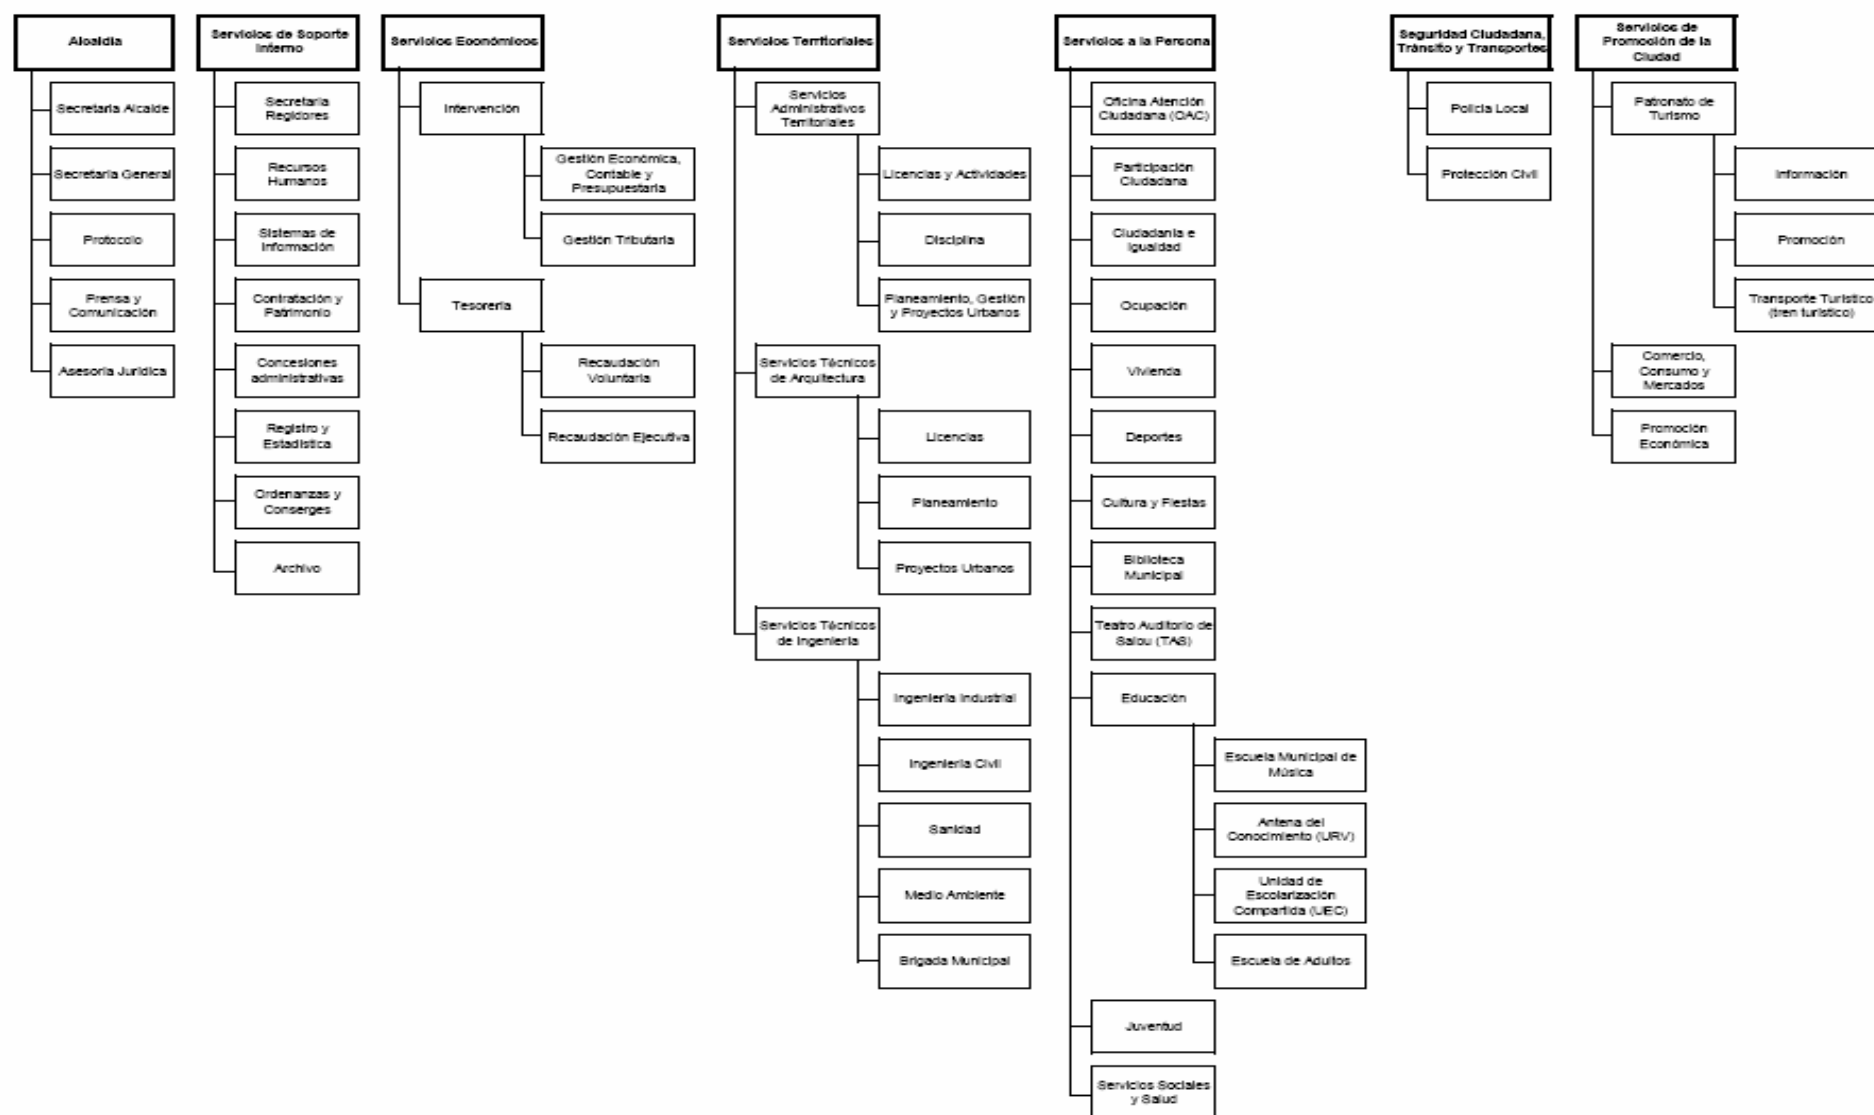 Alcaldía
Secretaria Alcalde
Secretaria General
Protocolo
Prensa y
Comunicación
Asesoría Jurídica
Servicios de Soporte
Interno
Secretaria
Regidores
Recursos
Humanos
Sistemas de
Información
Contratación y
Patrimonio
Concesiones
administrativas
Registro y
Estadística
Ordenanzas y
Conserges
Archivo
Servicios Económicos
Intervención
Gestión Económica,
Contable y
Presupuestaria
Gestión Tributaria
Tesorería
Recaudación
Voluntaria
Recaudación Ejecutiva
Servicios Territoriales
Servicios
Administrativos
Territoriales
Licencias y Actividades
Disciplina
Planeamiento, Gestión
y Proyectos Urbanos
Servicios Técnicos
de Arquitectura
Licencias
Planeamiento
Proyectos Urbanos
Servicios Técnicos
de Ingeniería
Ingeniería Industrial
Ingeniería Civil
Sanidad
Medio Ambiente
Brigada Municipal
Servicios a la Persona
Oficina Atención
Ciudadana (OAC)
Participación
Ciudadana
Ciudadanía e
Igualdad
Ocupación
Vivienda
Deportes
Cultura y Fiestas
Biblioteca
Municipal
Teatro Auditorio de
Salou (TAS)
Educación
Escuela Municipal de
Música
Antena del
Conocimiento (URV)
Unidad de
Escolarización
Compartida (UEC)
Escuela de Adultos
Juventud
Servicios Sociales
y Salud
Seguridad Ciudadana,
Tránsito y Transportes
Policía Local
Protección Civil
Servicios de
Promoción de la
Ciudad
Patronato de
Turismo
Información
Promoción
Transporte Turístico
(tren turístico)
Comercio,
Consumo y
Mercados
Promoción
Económica